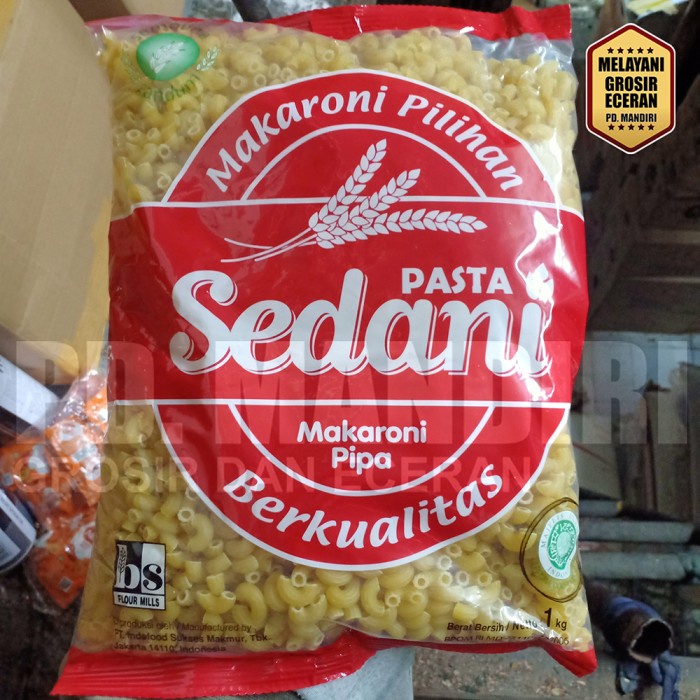 MELAYANI
GROSIR
ECERAN
PD. MANDIRI
Makaroni Pilihan
PASTA
Sedani
Makaroni
Pipa
Berkualitas
PD. MANDIRI
GROSIR DAN ECERAN
bs
FLOUR MILLS
Diproduksi oleh / Manufactured by
PT. Indofood Sukses Makmur, Tbk.
Jakarta 14110, Indonesia
Berat Bersih / Netto 1 kg